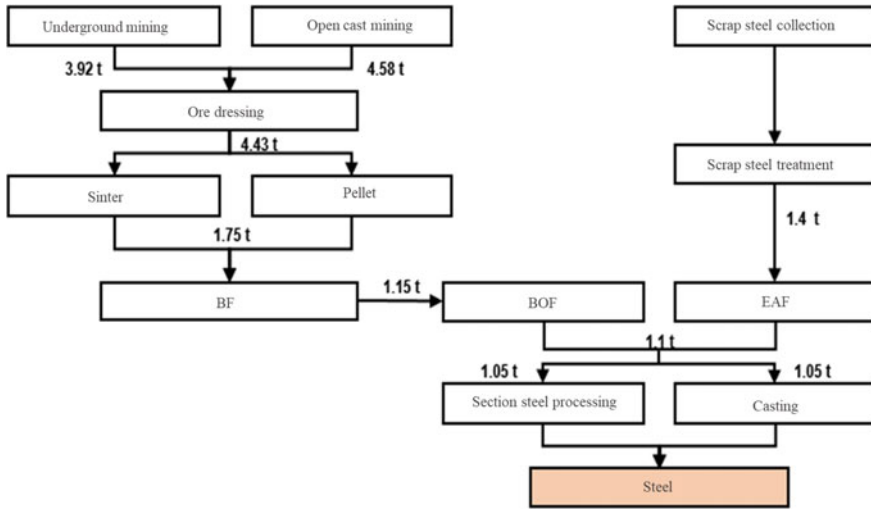 Underground mining
Open cast mining
Scrap steel collection
3.92 t
4.58 t
Ore dressing
4.43 t
Scrap steel treatment
Sinter
Pellet
1.75 t
1.4 t
BF
1.15 t
BOF
EAF
1.1 t
1.05 t
1.05 t
Section steel processing
Casting
Steel